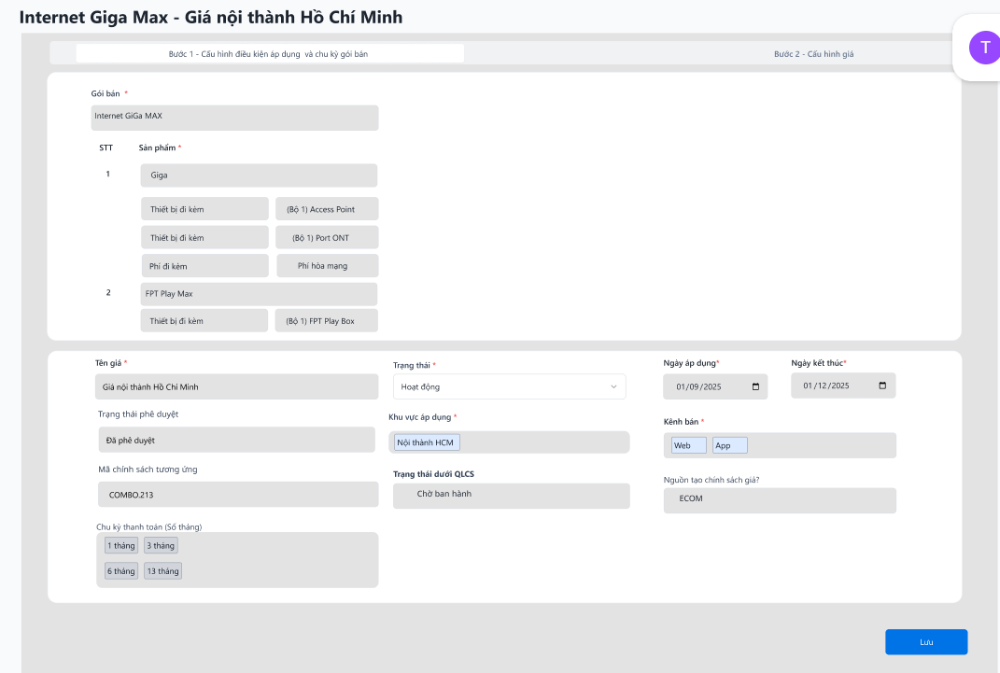 Internet Giga Max - Giá nội thành Hồ Chí Minh
T
Bước 1 - Cấu hình điều kiện áp dụng và chu kỳ gói bán
Bước 2 - Cấu hình giá
Gói bán *
Internet GiGa MAX
STT Sản phẩm *
1 Giga
Thiết bị đi kèm (Bộ 1) Access Point
Thiết bị đi kèm (Bộ 1) Port ONT
Phí đi kèm Phí hòa mạng
2 FPT Play Max
Thiết bị đi kèm (Bộ 1) FPT Play Box
Tên giá *
Giá nội thành Hồ Chí Minh
Trạng thái *
Hoạt động
Ngày áp dụng*
01/09/2025
Ngày kết thúc*
01/12/2025
Trạng thái phê duyệt
Đã phê duyệt
Khu vực áp dụng *
Nội thành HCM
Kênh bán *
Web App
Mã chính sách tương ứng
COMBO.213
Trạng thái dưới QLCS
Chờ ban hành
Nguồn tạo chính sách giá?
ECOM
Chu kỳ thanh toán (Số tháng)
1 tháng 3 tháng
6 tháng 13 tháng
Lưu